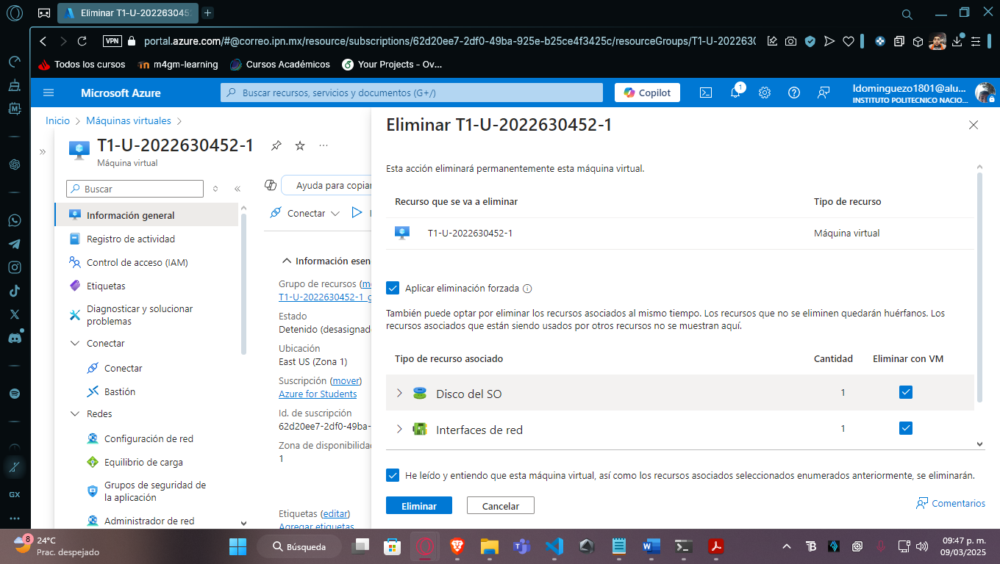 Eliminar T1-U-202263045
VPN
portal.azure.com/#@correo.ipn.mx/resource/subscriptions/62d20ee7-2df0-49ba-925e-b25ce4f3425c/resourceGroups/T1-U-2022630
Todos los cursos
m4gm-learning
Cursos Académicos
Your Projects - Ov...
Microsoft Azure
Buscar recursos, servicios y documentos (G+/)
Copilot
1
ldominguezo1801@alu...
INSTITUTO POLITECNICO NACIO...
Inicio > Máquinas virtuales >
T1-U-2022630452-1
Máquina virtual
Buscar
Información general
Registro de actividad
Control de acceso (IAM)
Etiquetas
Diagnosticar y solucionar
problemas
Conectar
Conectar
Bastión
Redes
Configuración de red
Equilibrio de carga
Grupos de seguridad de
la aplicación
Administrador de red
Ayuda para copiar
Conectar
Información esen
Grupo de recursos (mo
T1-U-2022630452-1_g
Estado
Detenido (desasignad
Ubicación
East US (Zona 1)
Suscripción (mover)
Azure for Students
Id. de suscripción
62d20ee7-2df0-49ba-
Zona de disponibilida
1
Etiquetas (editar)
Agregar etiquetas
Eliminar T1-U-2022630452-1
Esta acción eliminará permanentemente esta máquina virtual.
Recurso que se va a eliminar
Tipo de recurso
T1-U-2022630452-1
Máquina virtual
Aplicar eliminación forzada
También puede optar por eliminar los recursos asociados al mismo tiempo. Los recursos que no se eliminen quedarán huérfanos. Los
recursos asociados que están siendo usados por otros recursos no se muestran aquí.
Tipo de recurso asociado
Cantidad
Eliminar con VM
Disco del SO
1
Interfaces de red
1
He leído y entiendo que esta máquina virtual, así como los recursos asociados seleccionados enumerados anteriormente, se eliminarán.
Eliminar
Cancelar
Comentarios
GX
8
24°C
Prac. despejado
Búsqueda
09:47 p. m.
09/03/2025